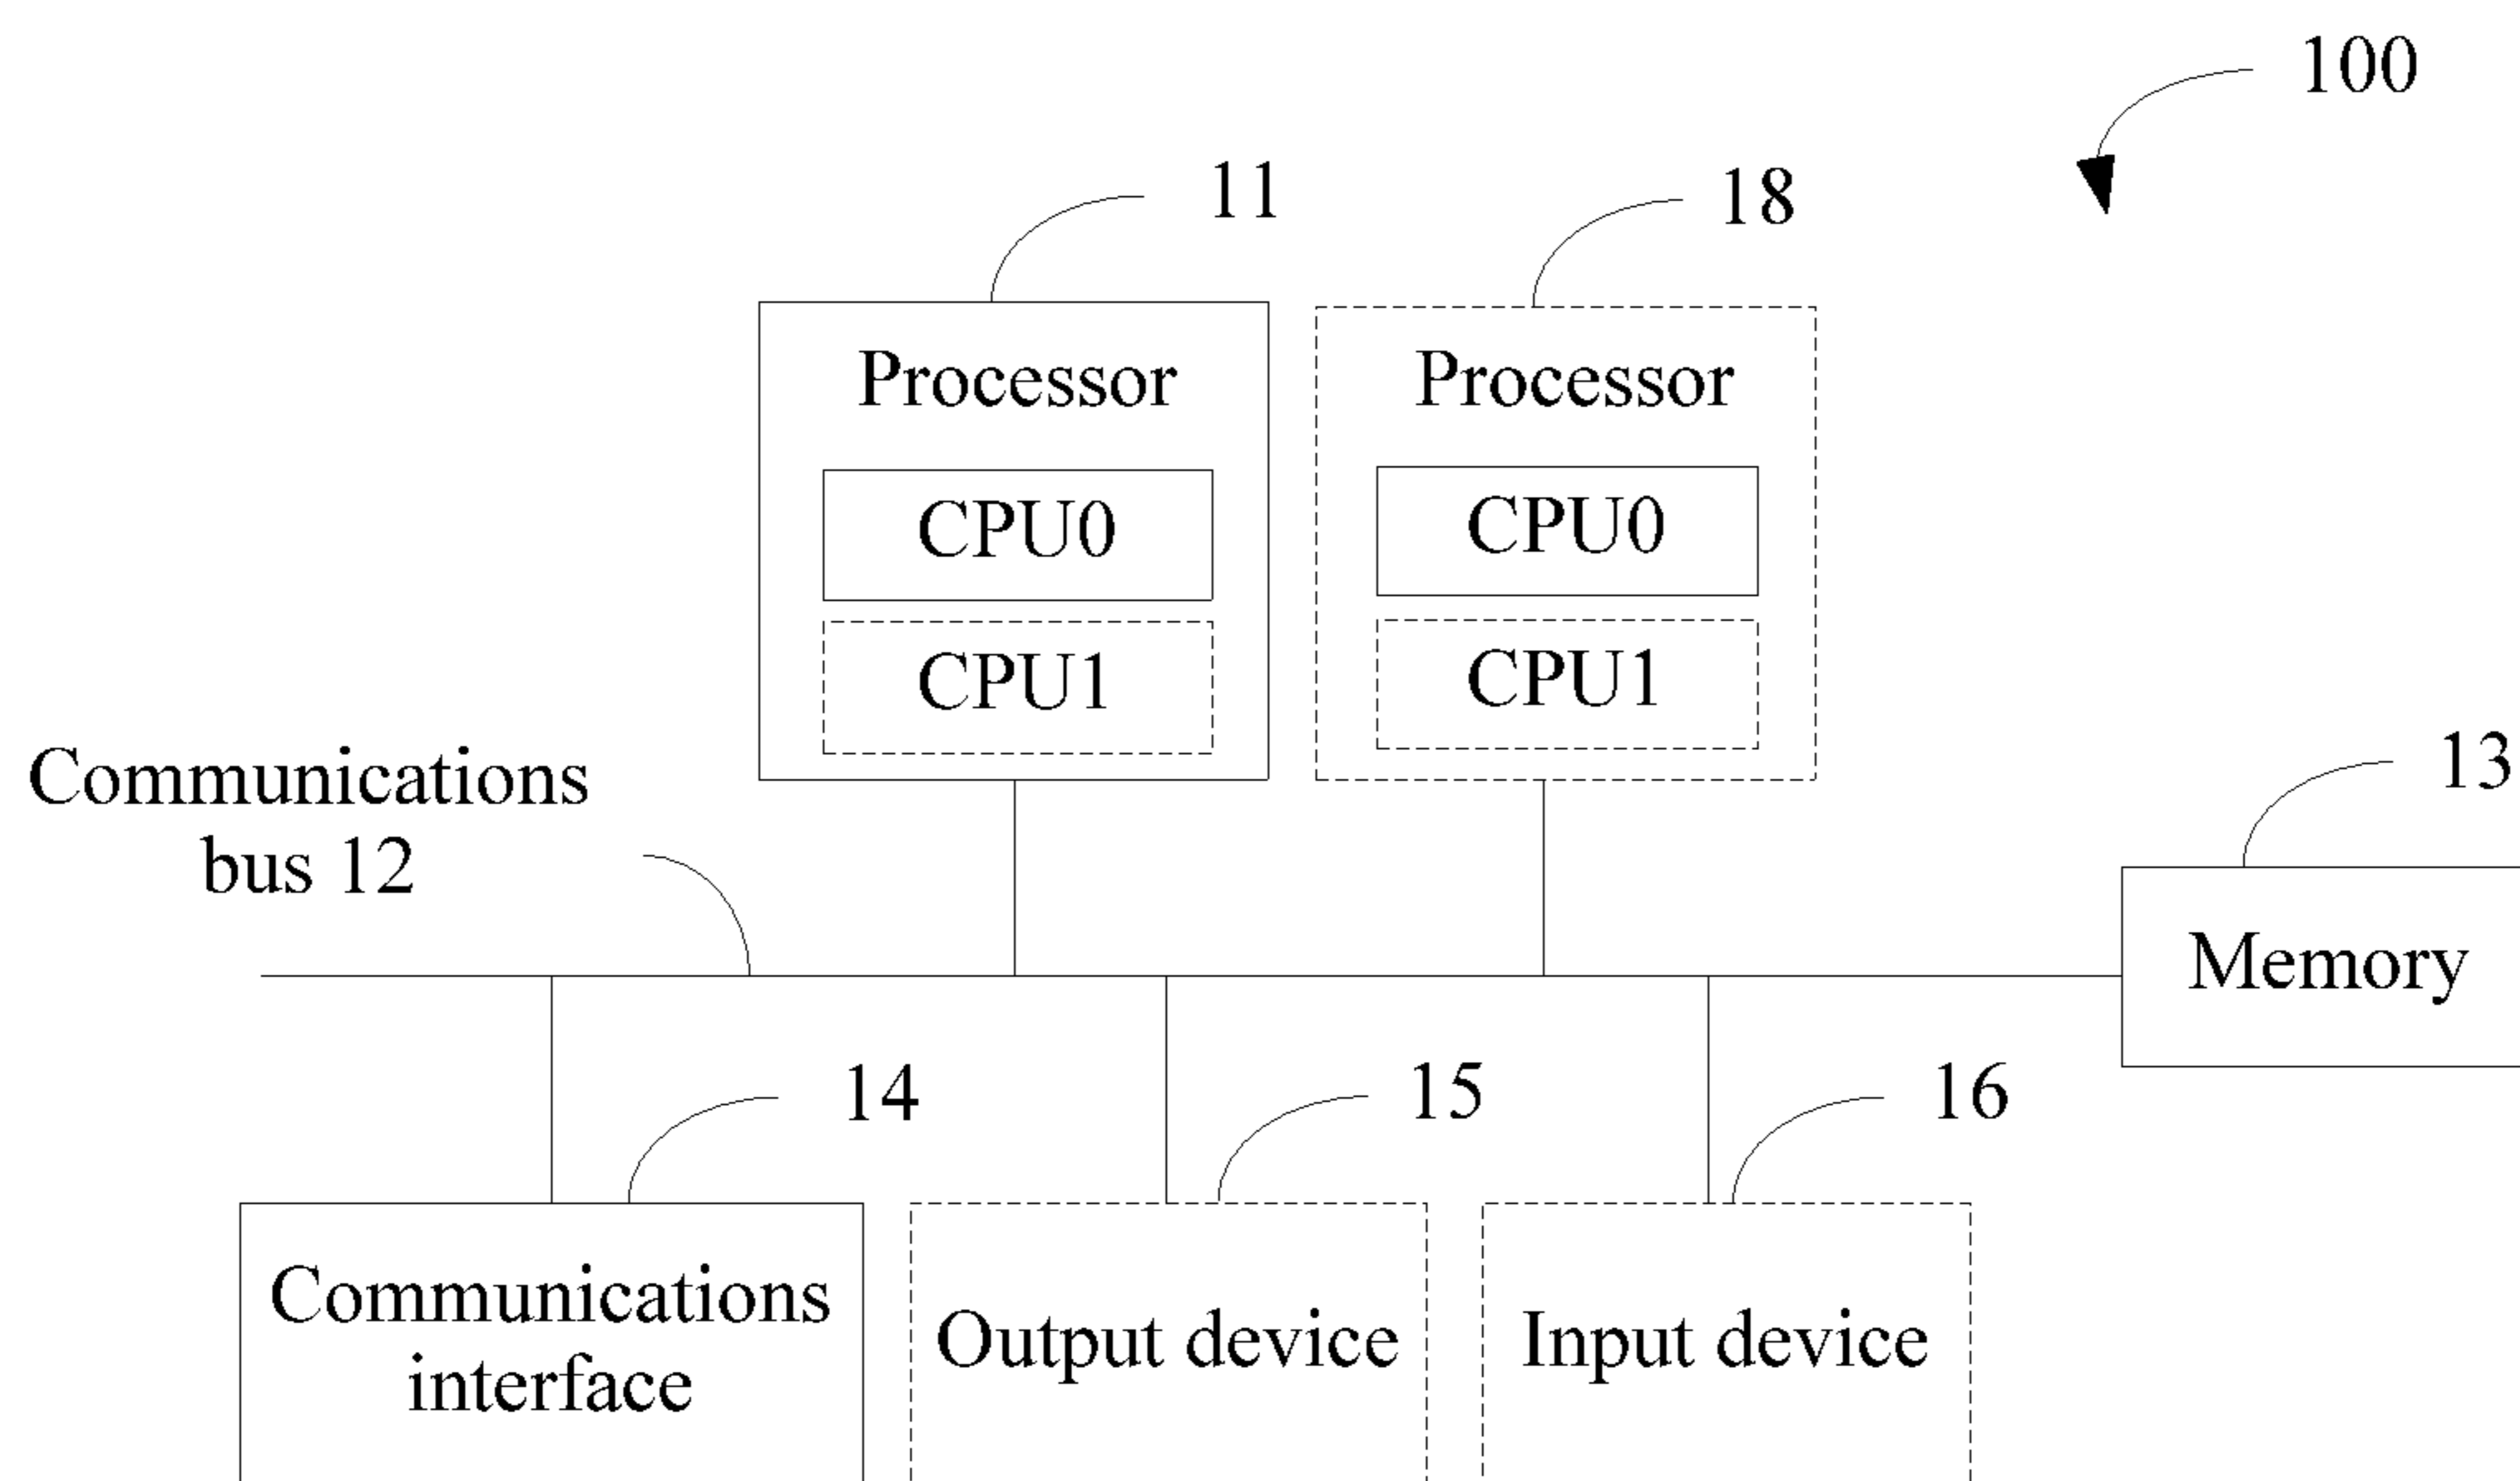 100
11
18
Processor
Processor
CPU0
CPU0
CPU1
CPU1
Communications
bus 12
13
Memory
14
15
16
Communications
interface
Output device
Input device